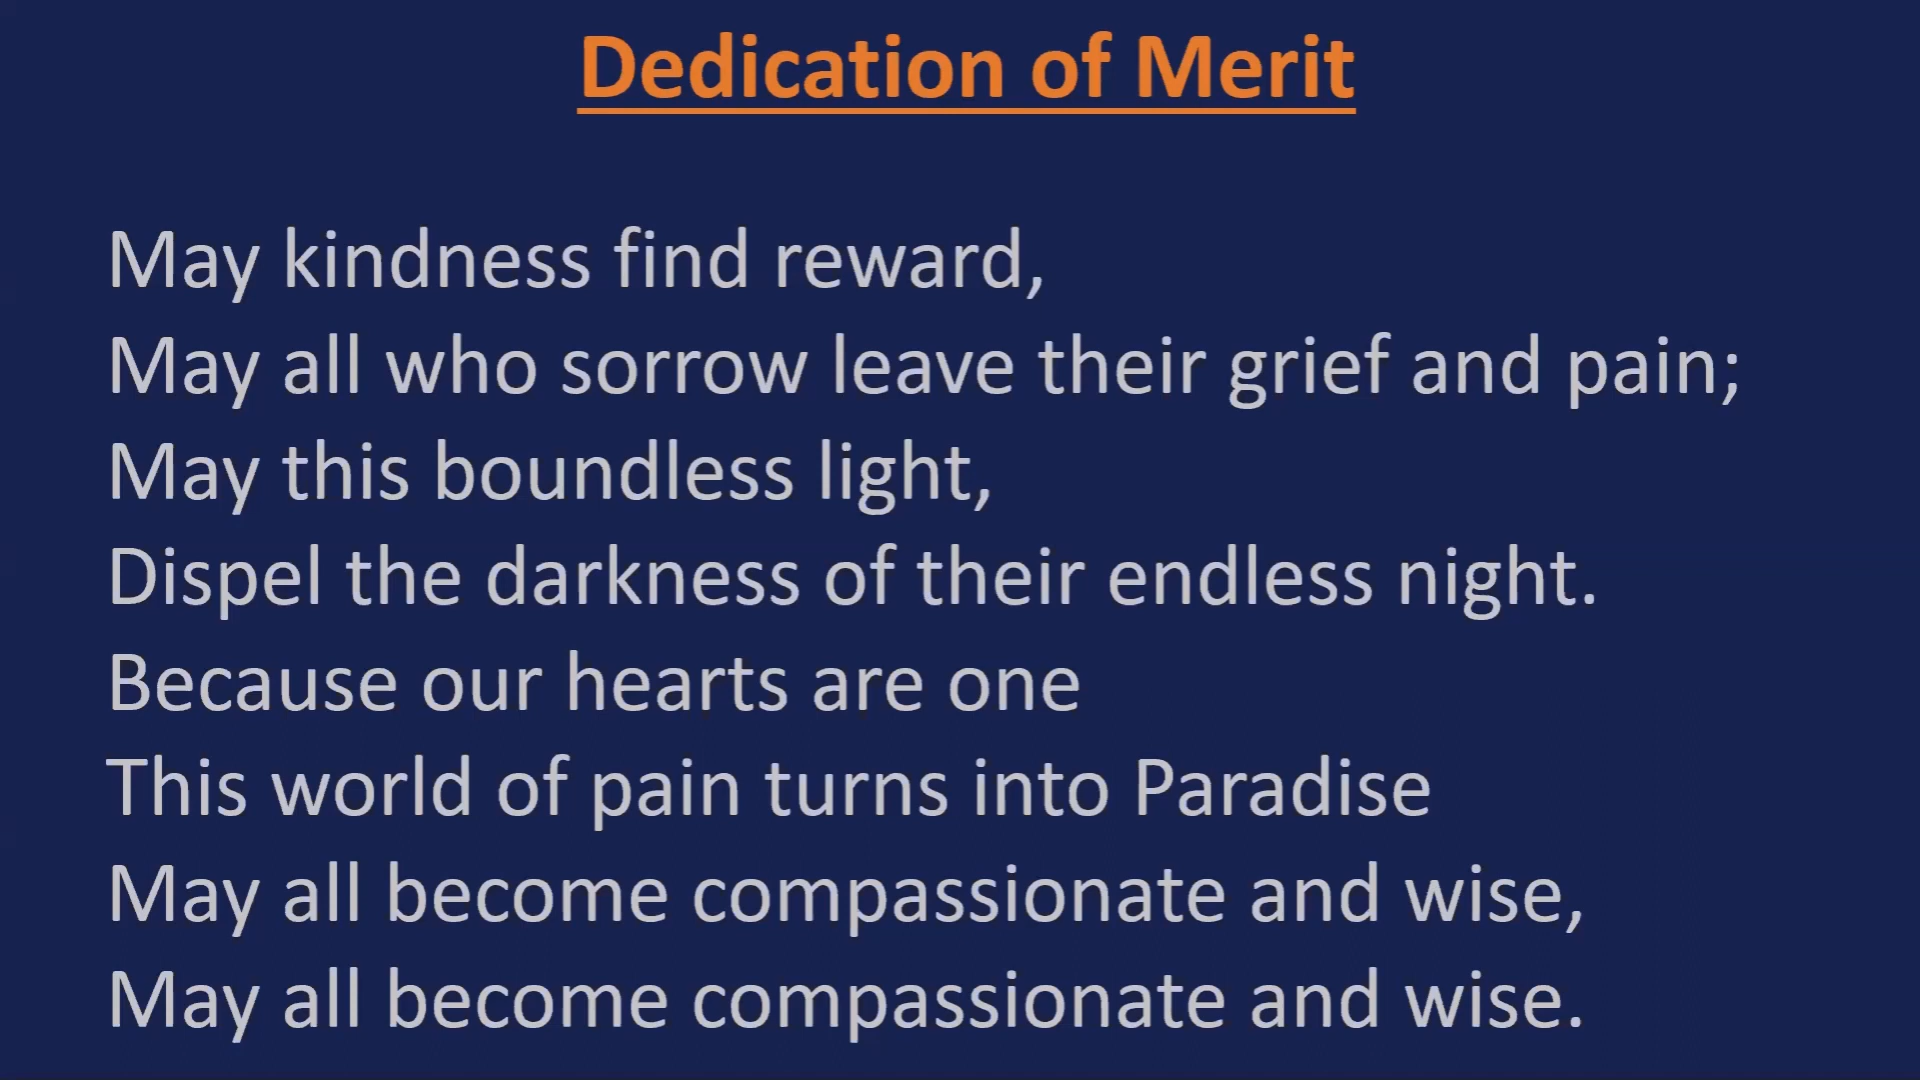 Dedication of Merit
May kindness find reward,
May all who sorrow leave their grief and pain;
May this boundless light,
Dispel the darkness of their endless night.
Because our hearts are one
This world of pain turns into Paradise
May all become compassionate and wise,
May all become compassionate and wise.